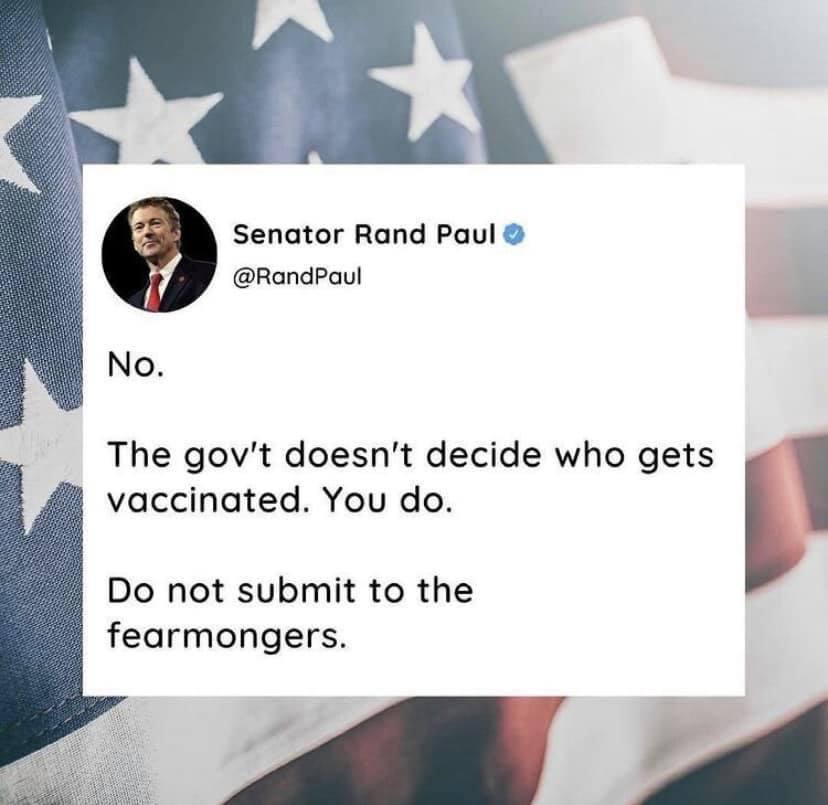 Senator Rand Paul
@RandPaul
No.
The gov't doesn't decide who gets
vaccinated. You do.
Do not submit to the
fearmongers.